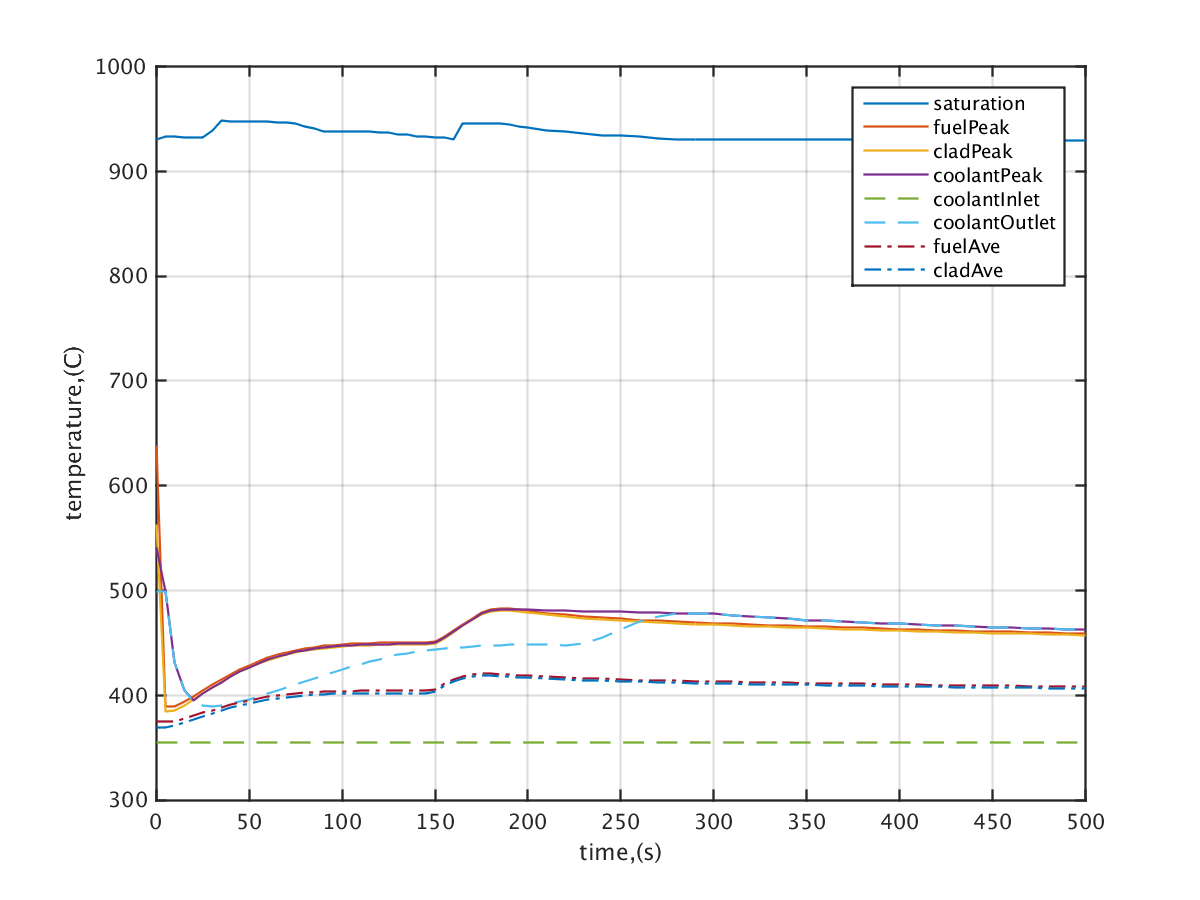 1000
900
800
700
600
500
400
300
temperature,(C)
saturation
fuelPeak
cladPeak
coolantPeak
coolantInlet
coolantOutlet
fuelAve
cladAve
0 50 100 150 200 250 300 350 400 450 500
time,(s)